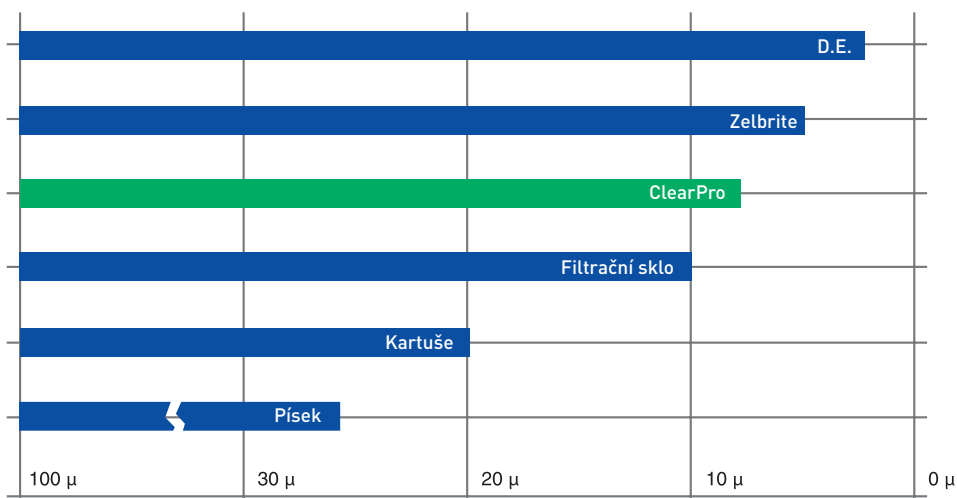 D.E.
Zelbrite
ClearPro
Filtrační sklo
Kartuše
Písek
100 μ 30 μ 20 μ 10 μ 0 μ